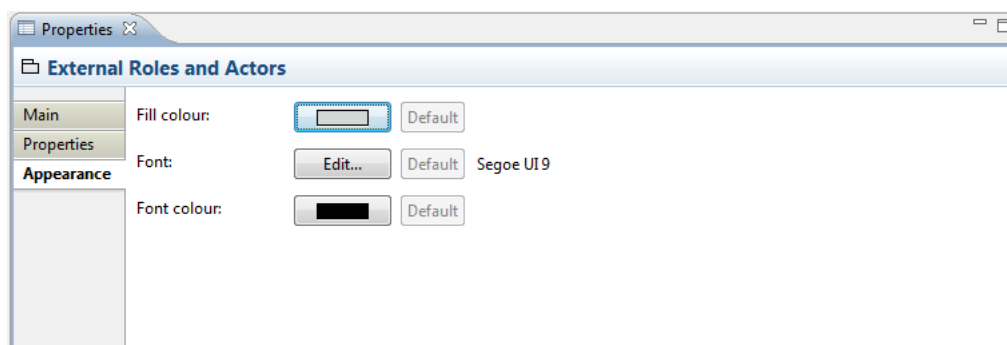 Properties
External Roles and Actors
Main
Properties
Appearance
Fill colour: Default
Font: Edit... Default Segoe UI 9
Font colour: Default